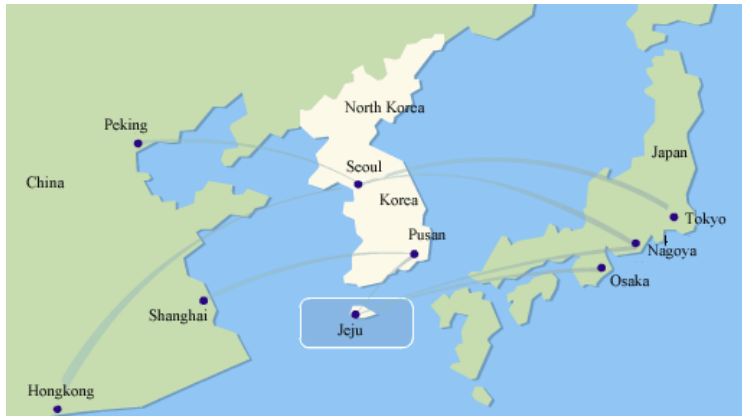 North Korea
Peking
Japan
Seoul
China
Korea
Tokyo
Pusan
Nagoya
Osaka
Shanghai
Jeju
Hongkong